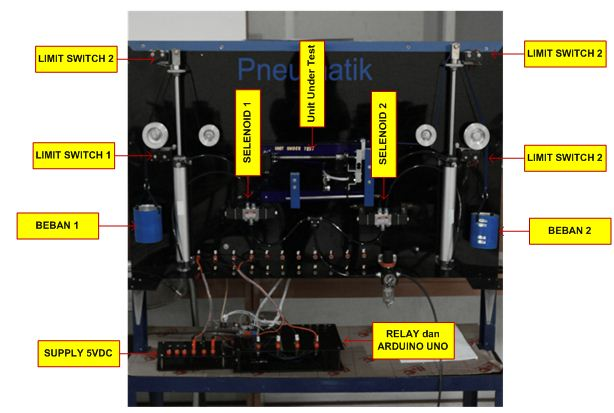 LIMIT SWITCH 2
Unit Under Test
LIMIT SWITCH 2
Pneumatik
SELENOID 1
SELENOID 2
UNIT UNDER TEST
LIMIT SWITCH 1
LIMIT SWITCH 2
BEBAN 1
BEBAN 2
SUPPLY 5VDC
RELAY dan
ARDUINO UNO